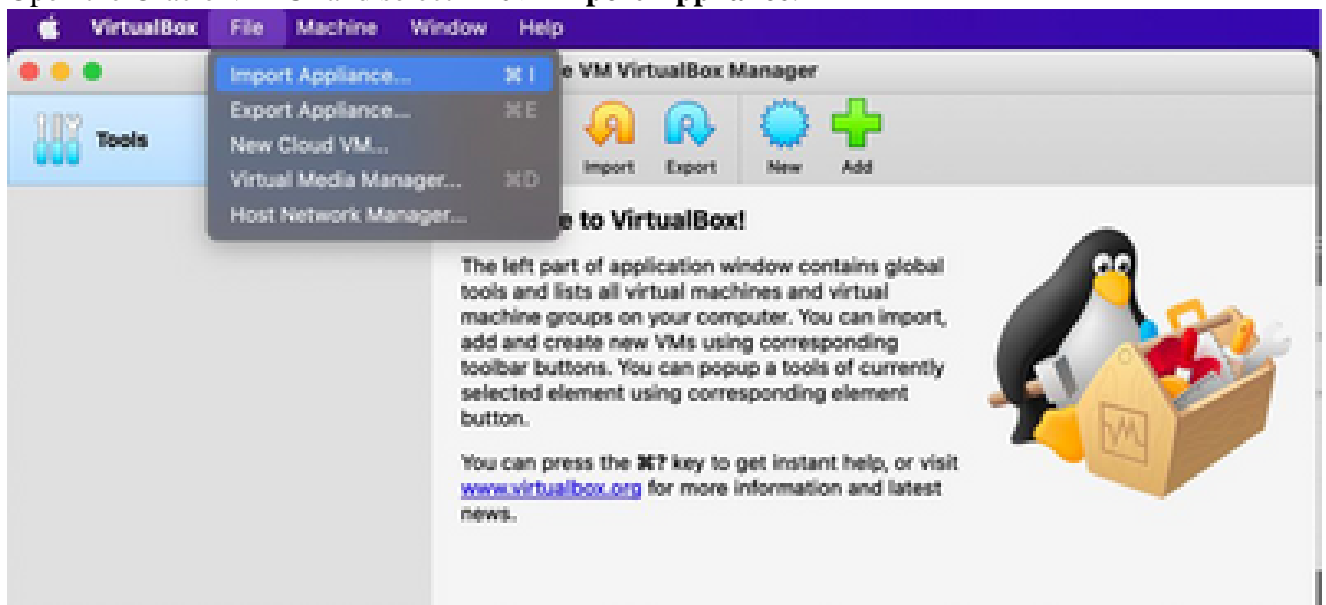 VirtualBox File Machine Window Help
Import Appliance... ⌘ I
Export Appliance... ⌘ E
New Cloud VM...
Virtual Media Manager... ⌘ D
Host Network Manager...
e VM VirtualBox Manager
Tools
Import Export New Add
e to VirtualBox!
The left part of application window contains global
tools and lists all virtual machines and virtual
machine groups on your computer. You can import,
add and create new VMs using corresponding
toolbar buttons. You can popup a tools of currently
selected element using corresponding element
button.
You can press the ⌘? key to get instant help, or visit
www.virtualbox.org for more information and latest
news.